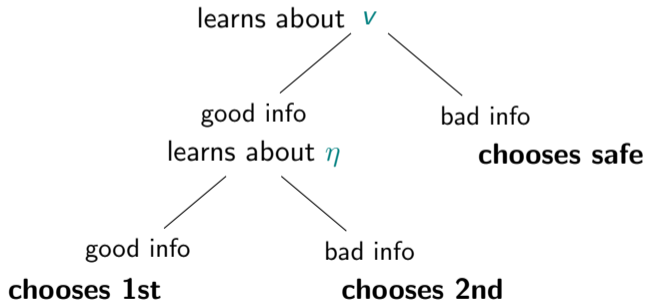 learns about v
good info
learns about η
bad info
chooses safe
good info
chooses 1st
bad info
chooses 2nd